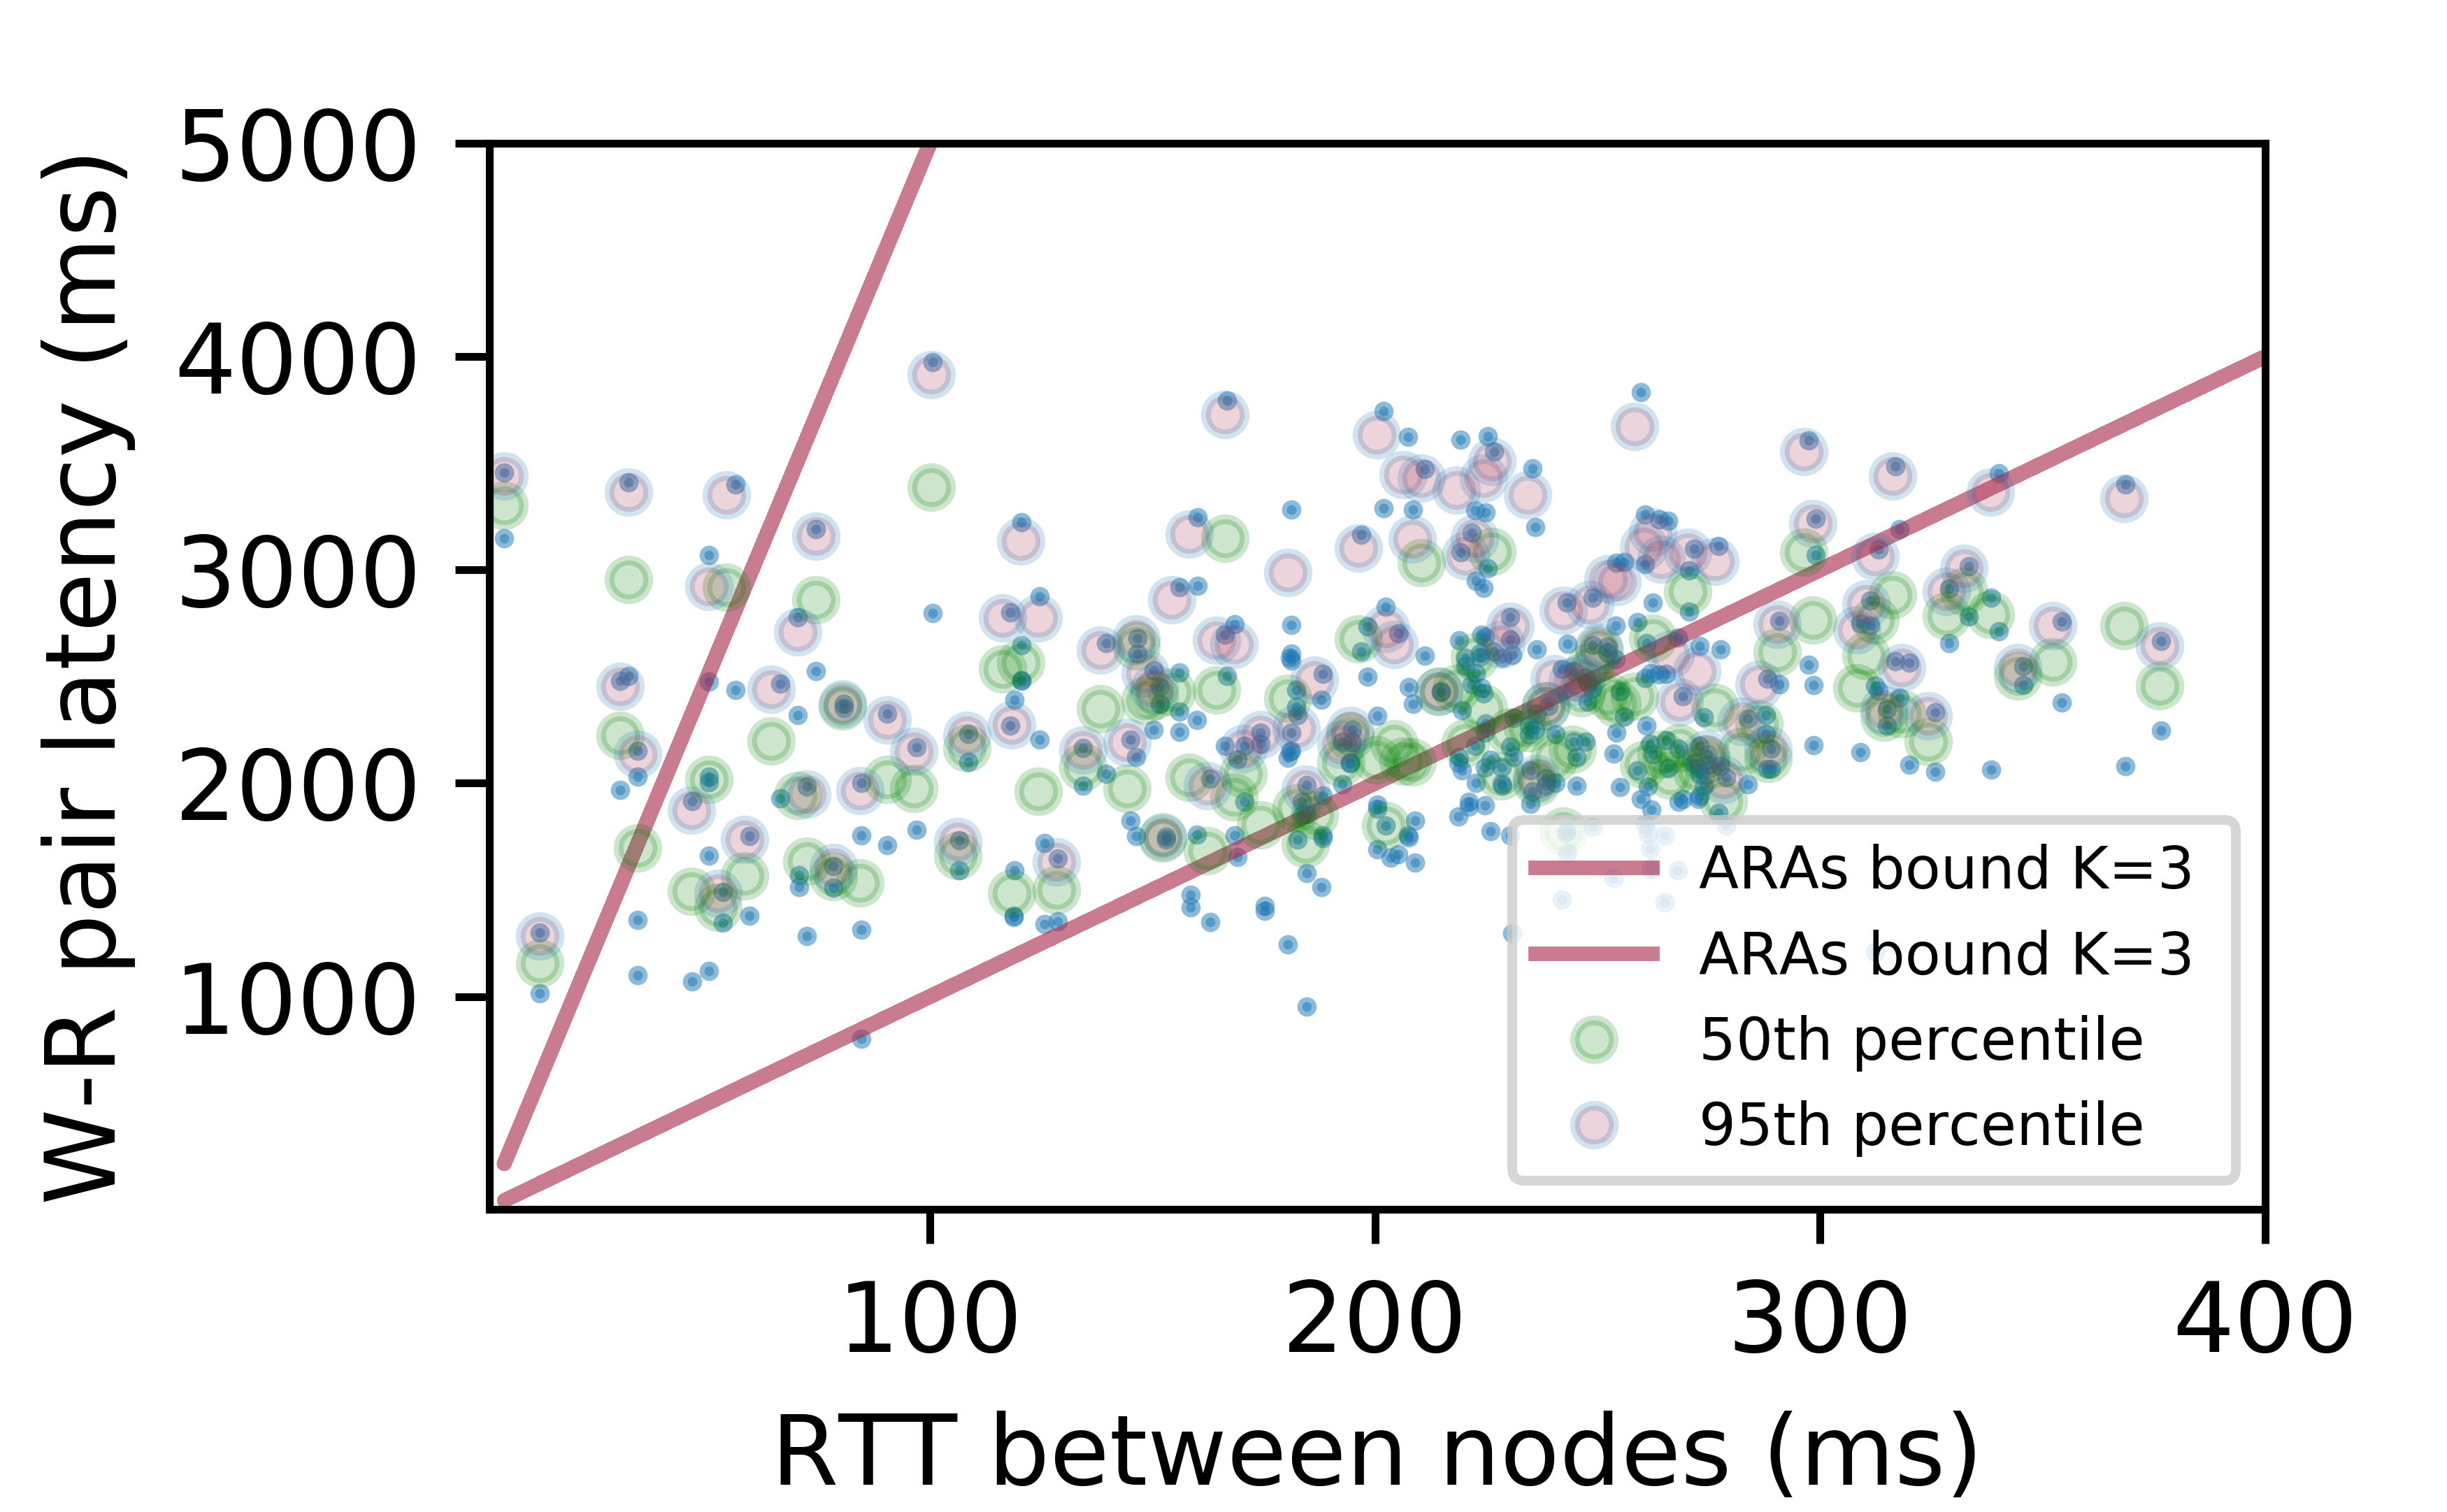 W-R pair latency (ms)
5000
4000
3000
2000
1000
ARAs bound K=3
ARAs bound K=3
50th percentile
95th percentile
100 200 300 400
RTT between nodes (ms)